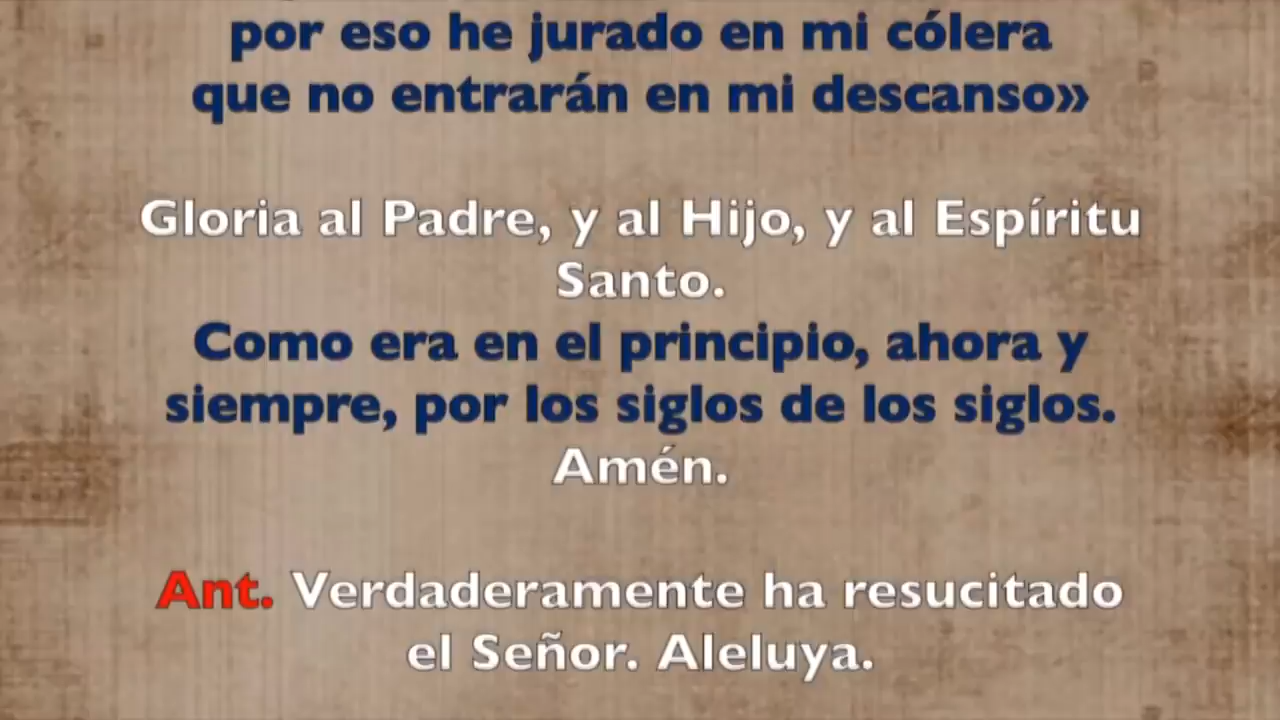 por eso he jurado en mi cólera
que no entrarán en mi descanso»
Gloria al Padre, y al Hijo, y al Espíritu
Santo.
Como era en el principio, ahora y
siempre, por los siglos de los siglos.
Amén.
Ant. Verdaderamente ha resucitado
el Señor. Aleluya.